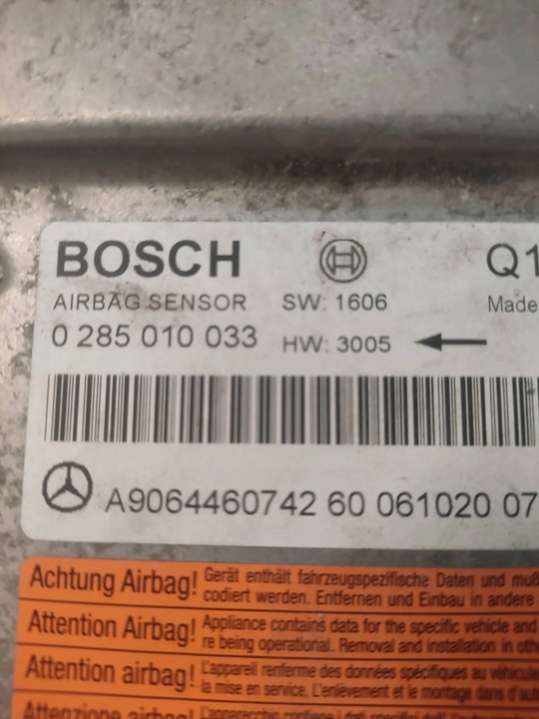 BOSCH Q1
AIRBAG SENSOR SW: 1606 Made
0 285 010 033 HW: 3005
A9064460742 60 061020 07
Achtung Airbag! Gerät enthält fahrzeugspezifische Daten und muß
codiert werden. Entfernen und Einbau in andere
Attention Airbag! Appliance contains data for the specific vehicle and
re being operational. Removal and installation in oth
Attention airbag! L'appareil renferme des données spécifiques au véhicule
la mise en service. L'enlèvement et le montage dans d'aut
Attenzione airbag!